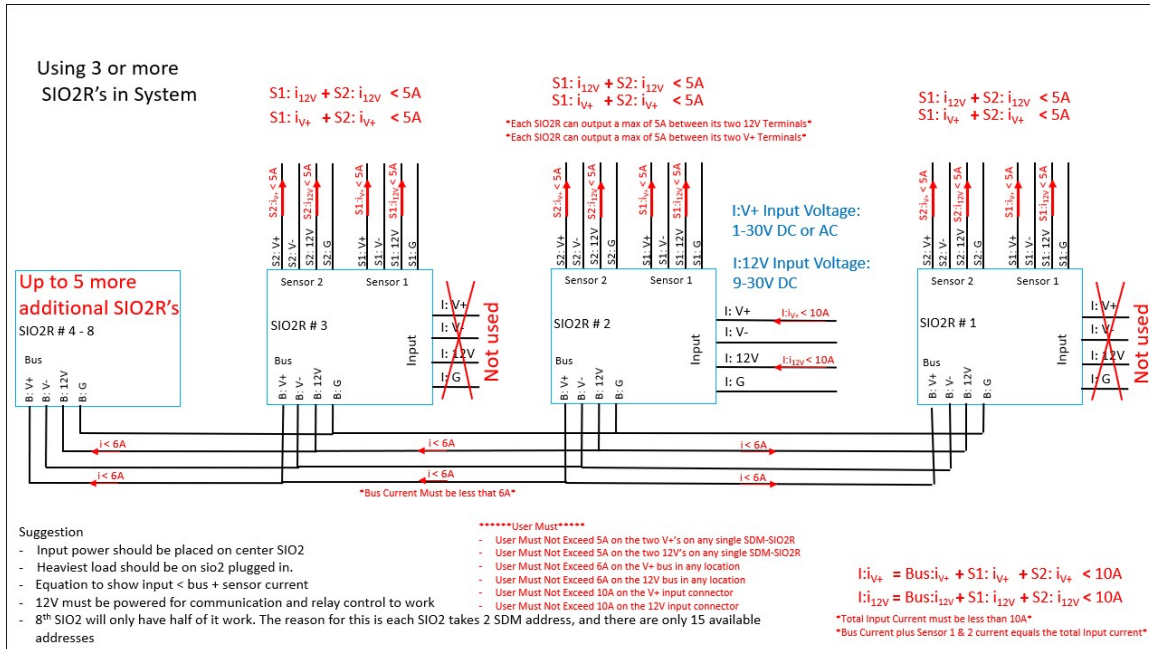 Using 3 or more
SIO2R's in System
S1: i12V + S2: i12V < 5A
S1: iV+ + S2: iV+ < 5A
S1: i12V + S2: i12V < 5A
S1: iV+ + S2: iV+ < 5A
*Each SIO2R can output a max of 5A between its two 12V Terminals*
*Each SIO2R can output a max of 5A between its two V+ Terminals*
S1: i12V + S2: i12V < 5A
S1: iV+ + S2: iV+ < 5A
S2:iV+ < 5A
S2:i12V < 5A
S1:iV+ < 5A
S1:i12V < 5A
S2:iV+ < 5A
S2:i12V < 5A
S1:iV+ < 5A
S1:i12V < 5A
S2:iV+ < 5A
S2:i12V < 5A
S1:iV+ < 5A
S1:i12V < 5A
I:V+ Input Voltage:
1-30V DC or AC
I:12V Input Voltage:
9-30V DC
S2: V+
S2: V-
S2: 12V
S2: G
S1: V+
S1: V-
S1: 12V
S1: G
S2: V+
S2: V-
S2: 12V
S2: G
S1: V+
S1: V-
S1: 12V
S1: G
S2: V+
S2: V-
S2: 12V
S2: G
S1: V+
S1: V-
S1: 12V
S1: G
Up to 5 more
additional SIO2R's
SIO2R # 4 - 8
Bus
B: V+
B: V-
B: 12V
B: G
Sensor 2
Sensor 1
SIO2R # 3
Bus
Input
B: V+
B: V-
B: 12V
B: G
I: V+
I: V-
I: 12V
I: G
Not used
Sensor 2
Sensor 1
SIO2R # 2
Bus
Input
B: V+
B: V-
B: 12V
B: G
I: V+
I: V-
I: 12V
I: G
I:iV+ < 10A
I:i12V < 10A
Sensor 2
Sensor 1
SIO2R # 1
Bus
Input
B: V+
B: V-
B: 12V
B: G
I: V+
I: V-
I: 12V
I: G
Not used
i < 6A
i < 6A
i < 6A
i < 6A
i < 6A
i < 6A
*Bus Current Must be less that 6A*
Suggestion
- Input power should be placed on center SIO2
- Heaviest load should be on sio2 plugged in.
- Equation to show input < bus + sensor current
- 12V must be powered for communication and relay control to work
- 8th SIO2 will only have half of it work. The reason for this is each SIO2 takes 2 SDM address, and there are only 15 available
addresses
******User Must*****
- User Must Not Exceed 5A on the two V+'s on any single SDM-SIO2R
- User Must Not Exceed 5A on the two 12V's on any single SDM-SIO2R
- User Must Not Exceed 6A on the V+ bus in any location
- User Must Not Exceed 6A on the 12V bus in any location
- User Must Not Exceed 10A on the V+ input connector
- User Must Not Exceed 10A on the 12V input connector
I:iV+ = Bus:iV+ + S1: iV+ + S2: iV+ < 10A
I:i12V = Bus:i12V + S1: i12V + S2: i12V < 10A
*Total Input Current must be less then 10A*
*Bus Current plus Sensor 1 & 2 current equals the total Input current*